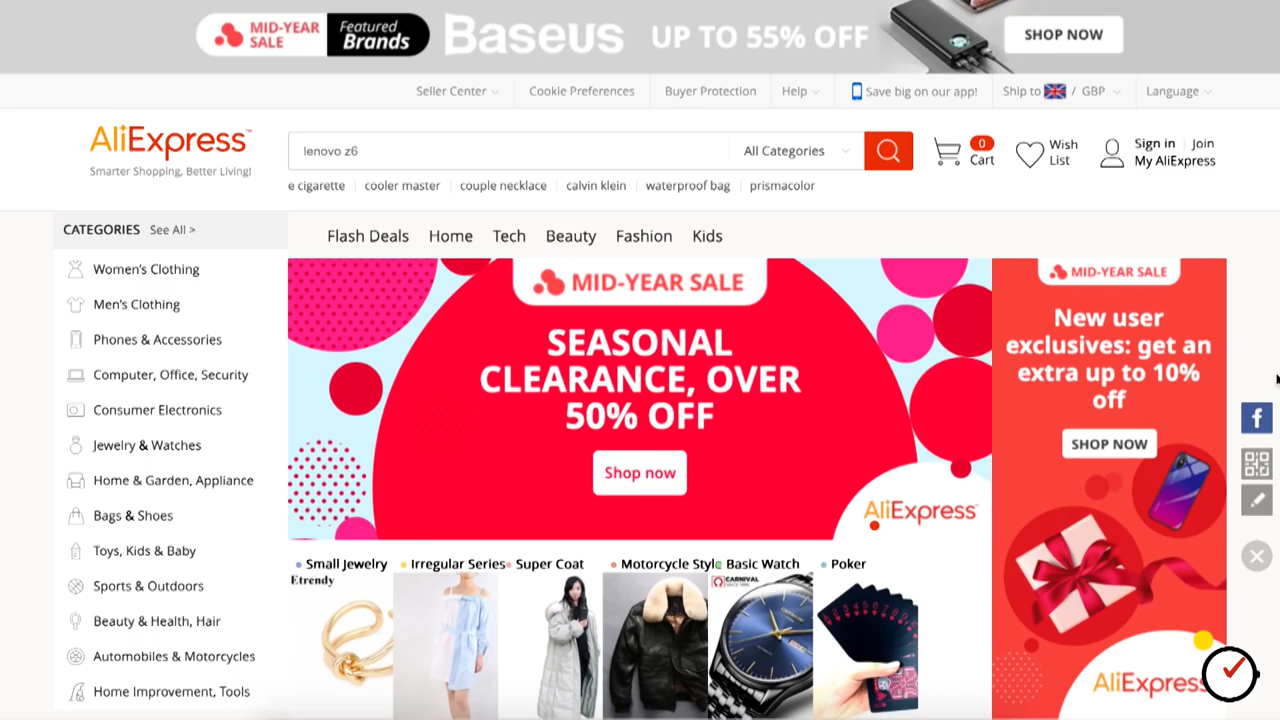 MID-YEAR
SALE
Featured
Brands
Baseus
UP TO 55% OFF
SHOP NOW
Seller Center
Cookie Preferences
Buyer Protection
Help
Save big on our app!
Ship to / GBP
Language
AliExpress™
Smarter Shopping, Better Living!
lenovo z6
All Categories
0
Cart
Wish
List
Sign in
Join
My AliExpress
e cigarette
cooler master
couple necklace
calvin klein
waterproof bag
prismacolor
CATEGORIES See All >
Flash Deals
Home
Tech
Beauty
Fashion
Kids
Women's Clothing
Men's Clothing
Phones & Accessories
Computer, Office, Security
Consumer Electronics
Jewelry & Watches
Home & Garden, Appliance
Bags & Shoes
Toys, Kids & Baby
Sports & Outdoors
Beauty & Health, Hair
Automobiles & Motorcycles
Home Improvement, Tools
MID-YEAR SALE
SEASONAL
CLEARANCE, OVER
50% OFF
Shop now
AliExpress
MID-YEAR SALE
New user
exclusives: get an
extra up to 10%
off
SHOP NOW
AliExpress
Small Jewelry
Irregular Series
Super Coat
Motorcycle Style
Basic Watch
Poker
Etrendy
CARNIVAL